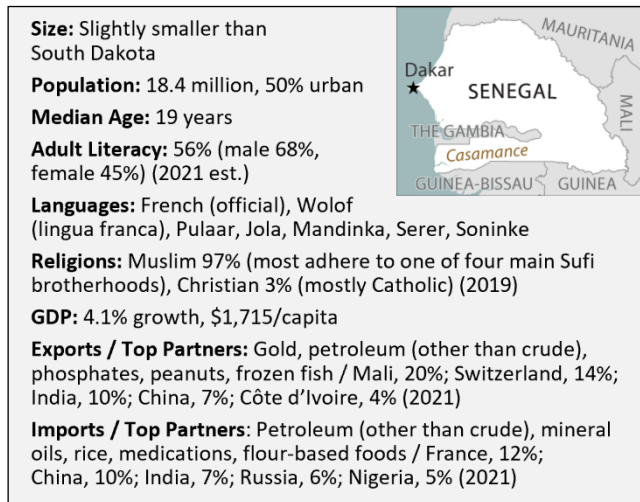 Size: Slightly smaller than
South Dakota
Population: 18.4 million, 50% urban
Median Age: 19 years
Adult Literacy: 56% (male 68%,
female 45%) (2021 est.)
Languages: French (official), Wolof
(lingua franca), Pulaar, Jola, Mandinka, Serer, Soninke
Religions: Muslim 97% (most adhere to one of four main Sufi
brotherhoods), Christian 3% (mostly Catholic) (2019)
GDP: 4.1% growth, $1,715/capita
Exports / Top Partners: Gold, petroleum (other than crude),
phosphates, peanuts, frozen fish / Mali, 20%; Switzerland, 14%;
India, 10%; China, 7%; Côte d’Ivoire, 4% (2021)
Imports / Top Partners: Petroleum (other than crude), mineral
oils, rice, medications, flour-based foods / France, 12%;
China, 10%; India, 7%; Russia, 6%; Nigeria, 5% (2021)
MAURITANIA
Dakar
SENEGAL
MALI
THE GAMBIA
Casamance
GUINEA-BISSAU
GUINEA